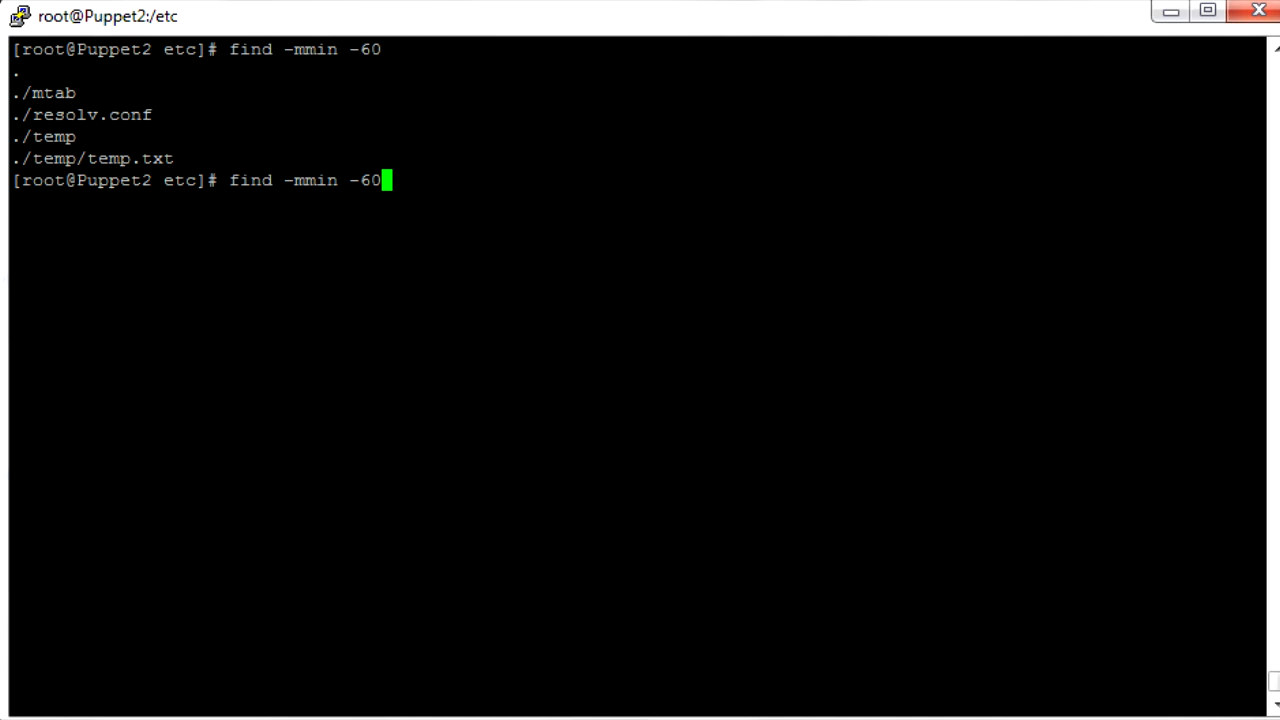 root@Puppet2:/etc
[root@Puppet2 etc]# find -mmin -60
.
./mtab
./resolv.conf
./temp
./temp/temp.txt
[root@Puppet2 etc]# find -mmin -60